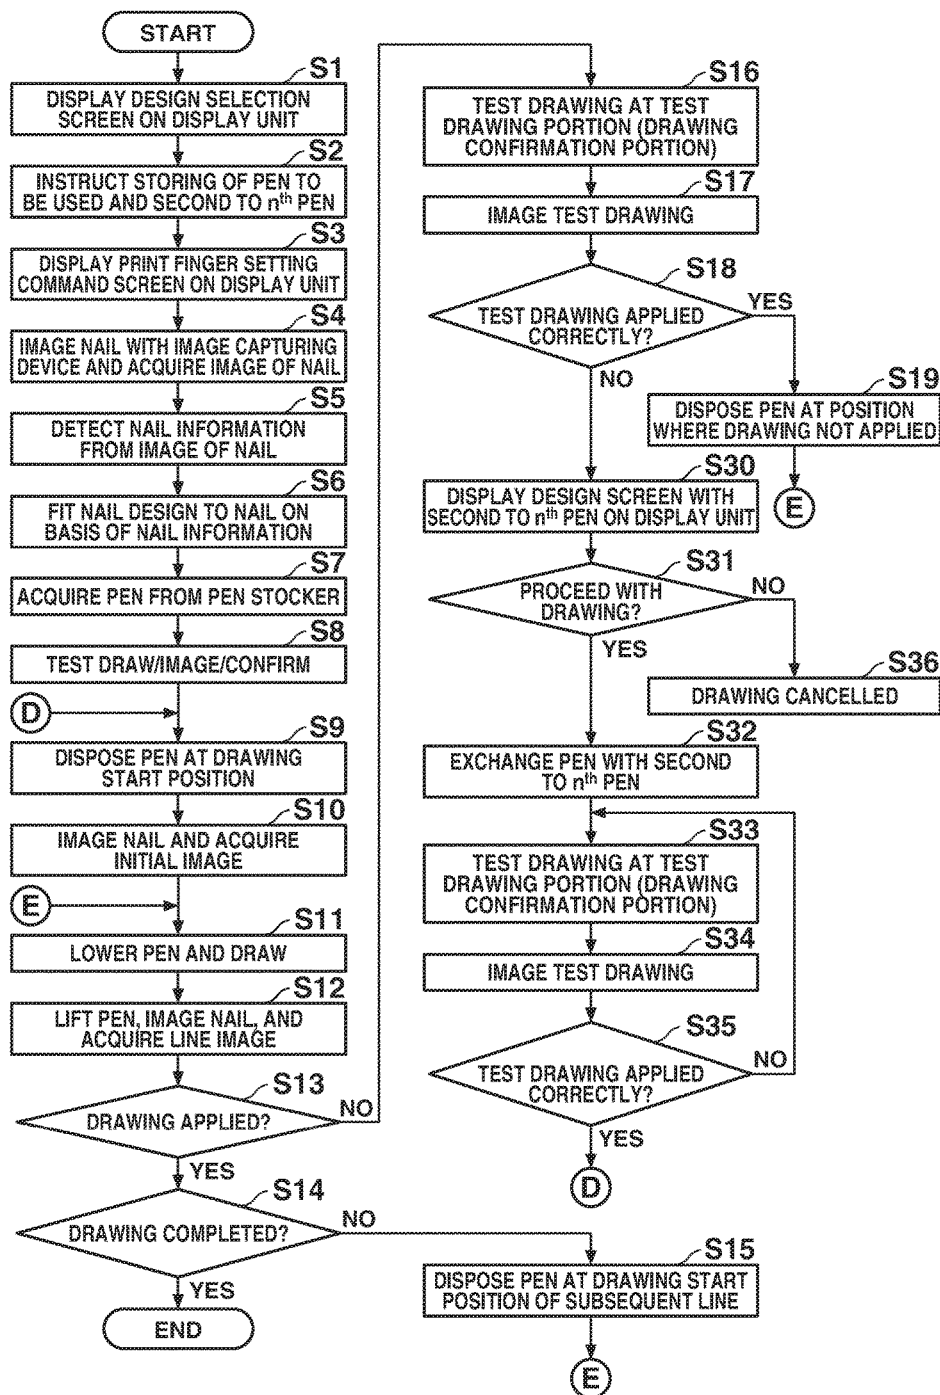 START
S1
DISPLAY DESIGN SELECTION
SCREEN ON DISPLAY UNIT
S2
INSTRUCT STORING OF PEN TO
BE USED AND SECOND TO nth PEN
S3
DISPLAY PRINT FINGER SETTING
COMMAND SCREEN ON DISPLAY UNIT
S4
IMAGE NAIL WITH IMAGE CAPTURING
DEVICE AND ACQUIRE IMAGE OF NAIL
S5
DETECT NAIL INFORMATION
FROM IMAGE OF NAIL
S6
FIT NAIL DESIGN TO NAIL ON
BASIS OF NAIL INFORMATION
S7
ACQUIRE PEN FROM PEN STOCKER
S8
TEST DRAW/IMAGE/CONFIRM
D
S9
DISPOSE PEN AT DRAWING
START POSITION
S10
IMAGE NAIL AND ACQUIRE
INITIAL IMAGE
E
S11
LOWER PEN AND DRAW
S12
LIFT PEN, IMAGE NAIL, AND
ACQUIRE LINE IMAGE
S13
DRAWING APPLIED?
NO
YES
S14
DRAWING COMPLETED?
NO
YES
END
S16
TEST DRAWING AT TEST
DRAWING PORTION (DRAWING
CONFIRMATION PORTION)
S17
IMAGE TEST DRAWING
S18
TEST DRAWING APPLIED
CORRECTLY?
YES
NO
S19
DISPOSE PEN AT POSITION
WHERE DRAWING NOT APPLIED
E
S30
DISPLAY DESIGN SCREEN WITH
SECOND TO nth PEN ON DISPLAY UNIT
S31
PROCEED WITH
DRAWING?
NO
YES
S36
DRAWING CANCELLED
S32
EXCHANGE PEN WITH SECOND
TO nth PEN
S33
TEST DRAWING AT TEST
DRAWING PORTION (DRAWING
CONFIRMATION PORTION)
S34
IMAGE TEST DRAWING
S35
TEST DRAWING APPLIED
CORRECTLY?
NO
YES
D
S15
DISPOSE PEN AT DRAWING START
POSITION OF SUBSEQUENT LINE
E